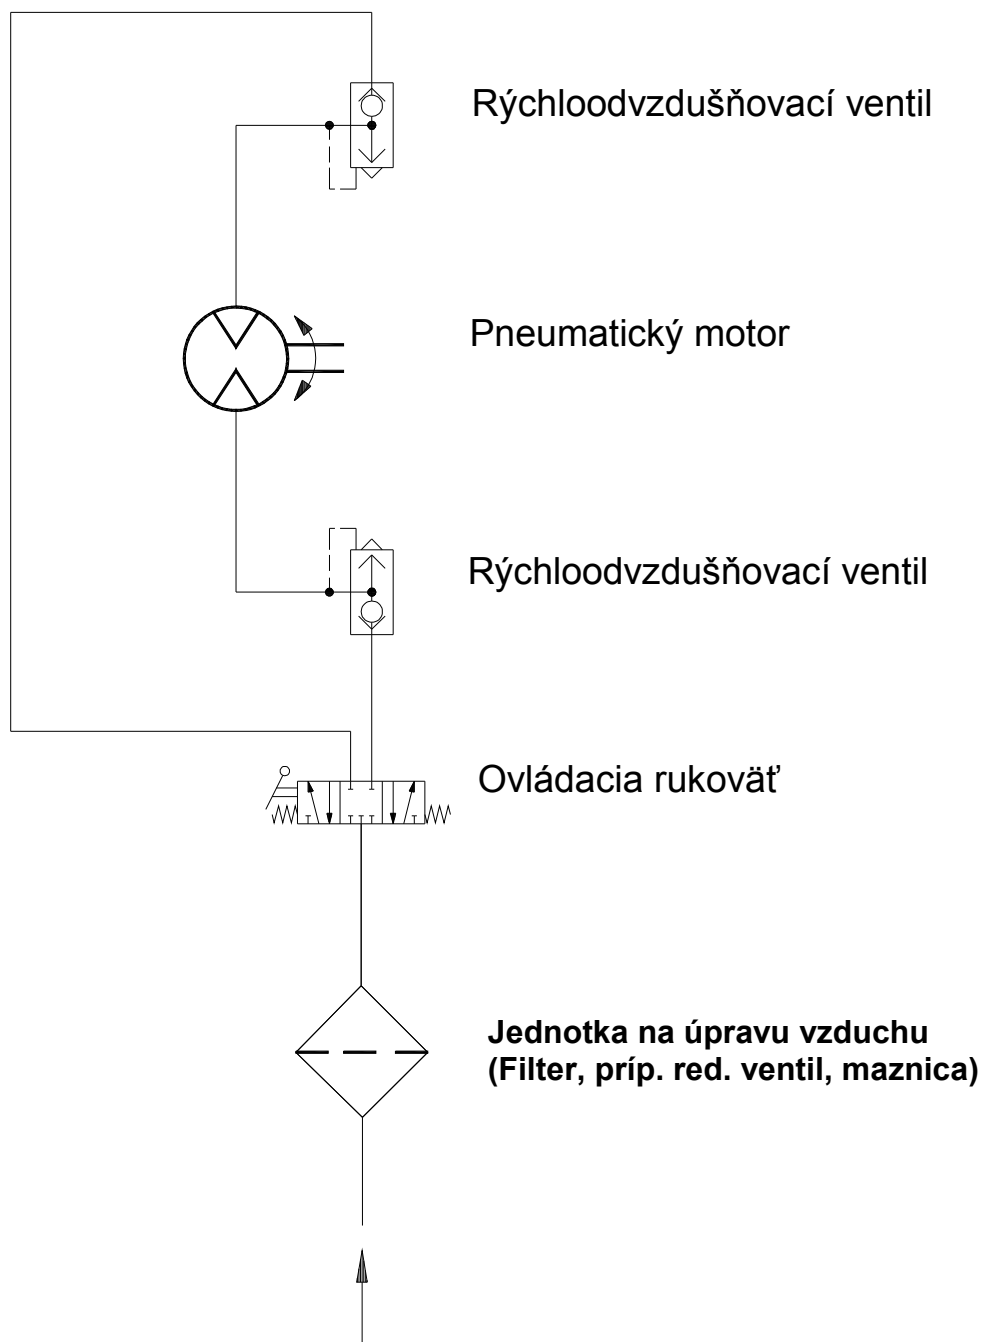 Rýchloodvzdušňovací ventil
Pneumatický motor
Rýchloodvzdušňovací ventil
Ovládacia rukoväť
Jednotka na úpravu vzduchu
(Filter, príp. red. ventil, maznica)